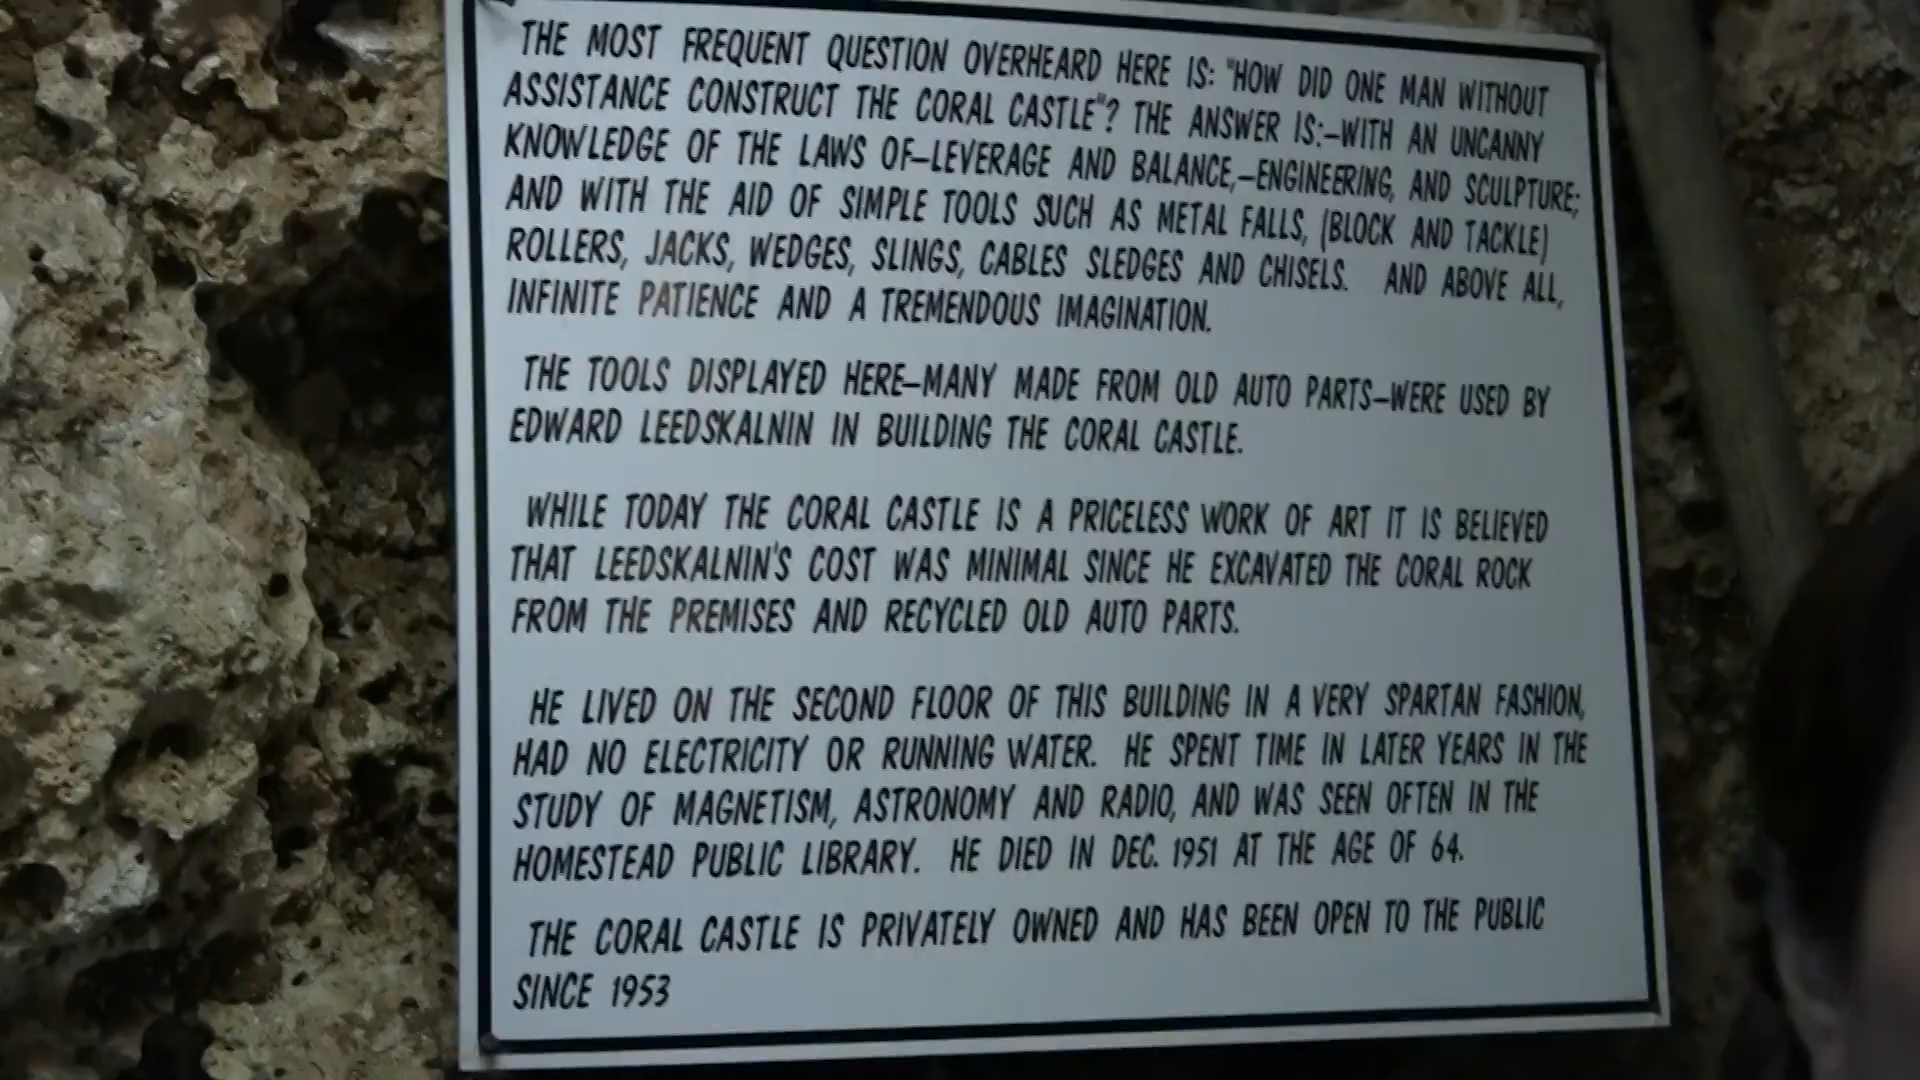 THE MOST FREQUENT QUESTION OVERHEARD HERE IS: "HOW DID ONE MAN WITHOUT
ASSISTANCE CONSTRUCT THE CORAL CASTLE"? THE ANSWER IS:–WITH AN UNCANNY
KNOWLEDGE OF THE LAWS OF–LEVERAGE AND BALANCE,–ENGINEERING, AND SCULPTURE;
AND WITH THE AID OF SIMPLE TOOLS SUCH AS METAL FALLS, (BLOCK AND TACKLE)
ROLLERS, JACKS, WEDGES, SLINGS, CABLES SLEDGES AND CHISELS. AND ABOVE ALL,
INFINITE PATIENCE AND A TREMENDOUS IMAGINATION.
THE TOOLS DISPLAYED HERE–MANY MADE FROM OLD AUTO PARTS–WERE USED BY
EDWARD LEEDSKALNIN IN BUILDING THE CORAL CASTLE.
WHILE TODAY THE CORAL CASTLE IS A PRICELESS WORK OF ART IT IS BELIEVED
THAT LEEDSKALNIN'S COST WAS MINIMAL SINCE HE EXCAVATED THE CORAL ROCK
FROM THE PREMISES AND RECYCLED OLD AUTO PARTS.
HE LIVED ON THE SECOND FLOOR OF THIS BUILDING IN A VERY SPARTAN FASHION,
HAD NO ELECTRICITY OR RUNNING WATER. HE SPENT TIME IN LATER YEARS IN THE
STUDY OF MAGNETISM, ASTRONOMY AND RADIO, AND WAS SEEN OFTEN IN THE
HOMESTEAD PUBLIC LIBRARY. HE DIED IN DEC. 1951 AT THE AGE OF 64.
THE CORAL CASTLE IS PRIVATELY OWNED AND HAS BEEN OPEN TO THE PUBLIC
SINCE 1953